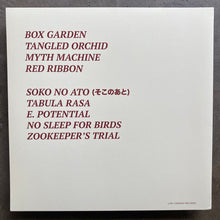 BOX GARDEN
TANGLED ORCHID
MYTH MACHINE
RED RIBBON
SOKO NO ATO (そこのあと)
TABULA RASA
E. POTENTIAL
NO SLEEP FOR BIRDS
ZOOKEEPER'S TRIAL